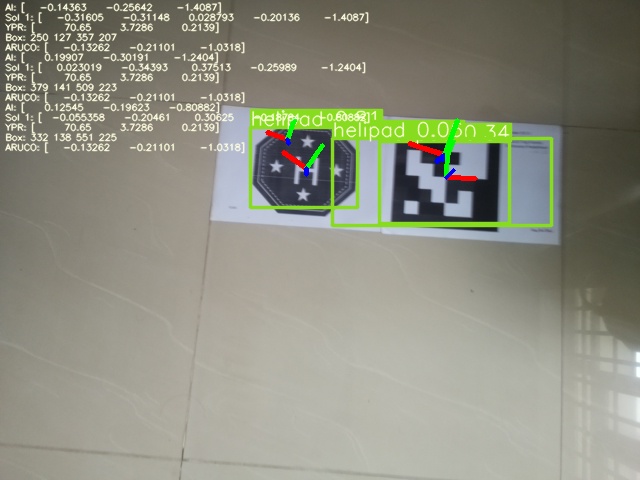 AI: [ -0.14363 -0.25642 -1.4087]
Sol 1: [ -0.31605 -0.31148 0.028793 -0.20136 -1.4087]
YPR: [ 70.65 3.7286 0.2139]
Box: 250 127 357 207
ARUCO: [ -0.13262 -0.21101 -1.0318]
AI: [ 0.19907 -0.30191 -1.2404]
Sol 1: [ 0.023019 -0.34393 0.37513 -0.25989 -1.2404]
YPR: [ 70.65 3.7286 0.2139]
Box: 379 141 509 223
ARUCO: [ -0.13262 -0.21101 -1.0318]
AI: [ 0.12545 -0.19623 -0.80882]
Sol 1: [ -0.055358 -0.20461 0.30625
YPR: [ 70.65 3.7286 0.2139]
Box: 332 138 551 225
ARUCO: [ -0.13262 -0.21101 -1.0318]
helipad
helipad
34
H